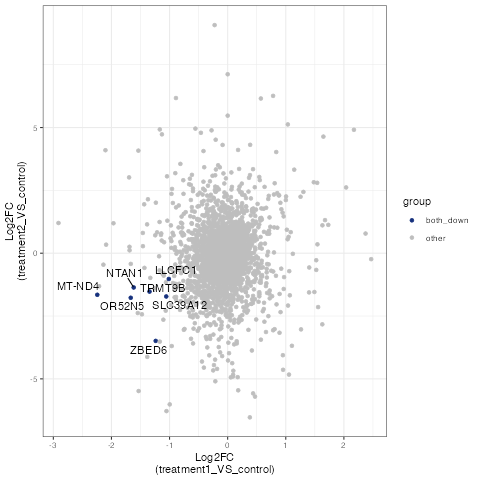 Log2FC
(treatment2_VS_control)
5
0
-5
LLCFC1
NTAN1
MT-ND4
TRMT9B
OR52N5
SLC39A12
ZBED6
-3
-2
-1
0
1
2
Log2FC
(treatment1_VS_control)
group
both_down
other